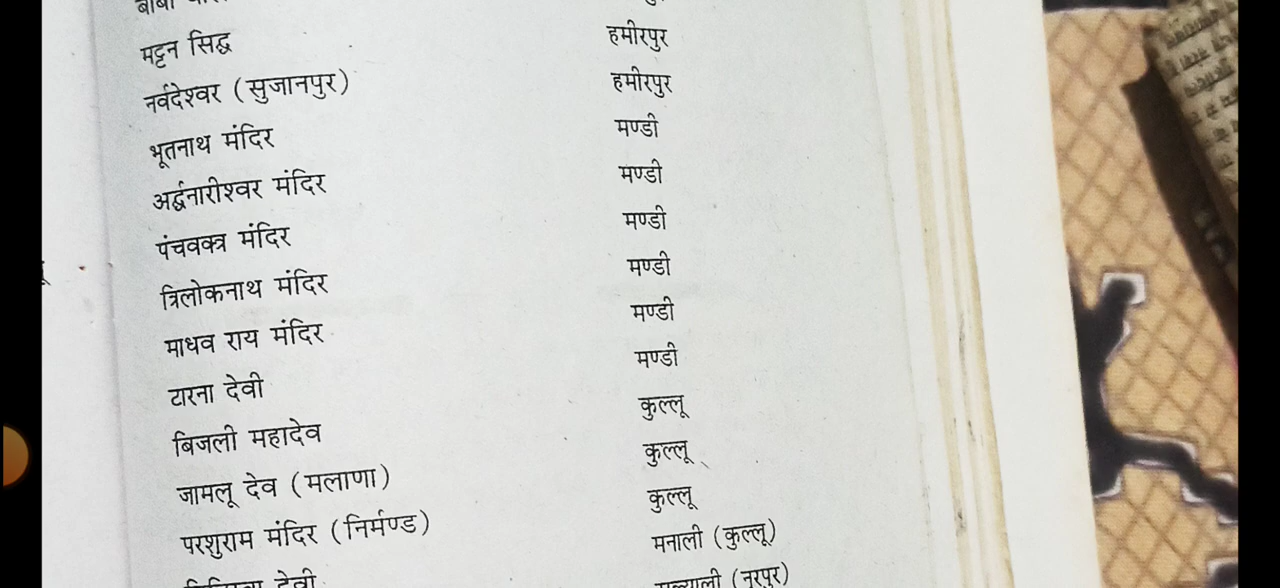 बाबा
मट्टन सिद्ध हमीरपुर
नर्वदेश्वर (सुजानपुर) हमीरपुर
भूतनाथ मंदिर मण्डी
अर्द्धनारीश्वर मंदिर मण्डी
पंचवक्त्र मंदिर मण्डी
त्रिलोकनाथ मंदिर मण्डी
माधव राय मंदिर मण्डी
टारना देवी मण्डी
बिजली महादेव कुल्लू
जामलू देव (मलाणा) कुल्लू
परशुराम मंदिर (निर्मण्ड) कुल्लू
देवी मनाली (कुल्लू)
(नूरपुर)